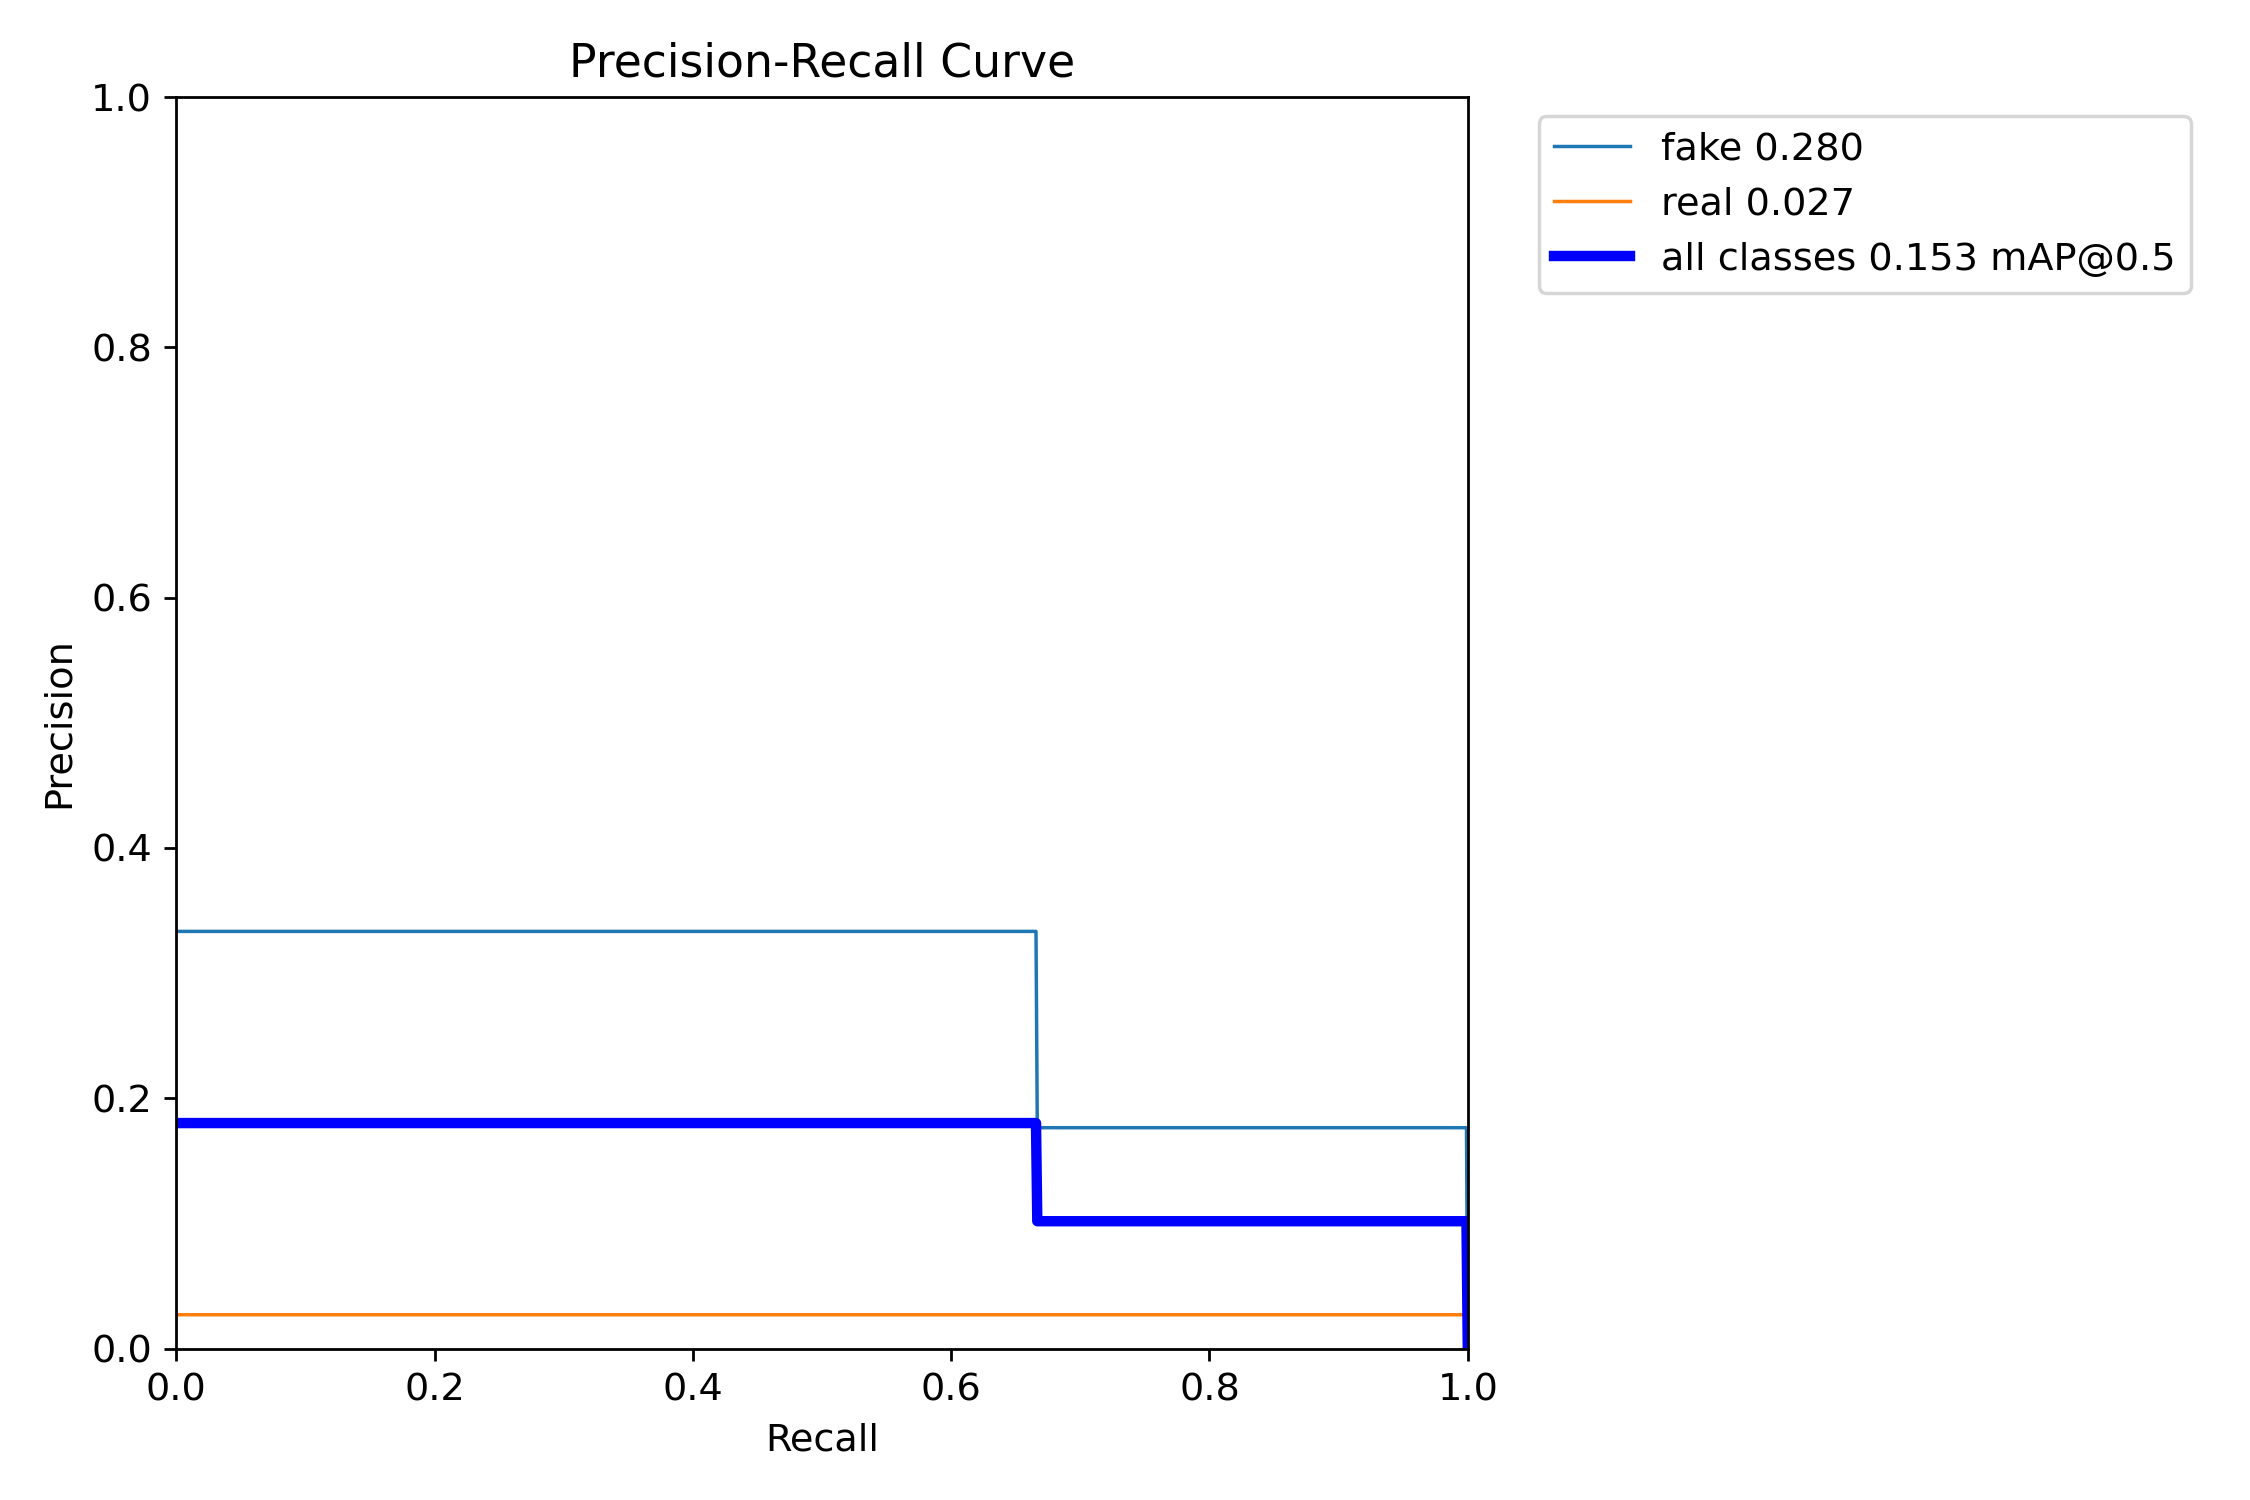 Precision-Recall Curve
1.0
0.8
0.6
0.4
0.2
0.0
Precision
0.0 0.2 0.4 0.6 0.8 1.0
Recall
fake 0.280
real 0.027
all classes 0.153 mAP@0.5